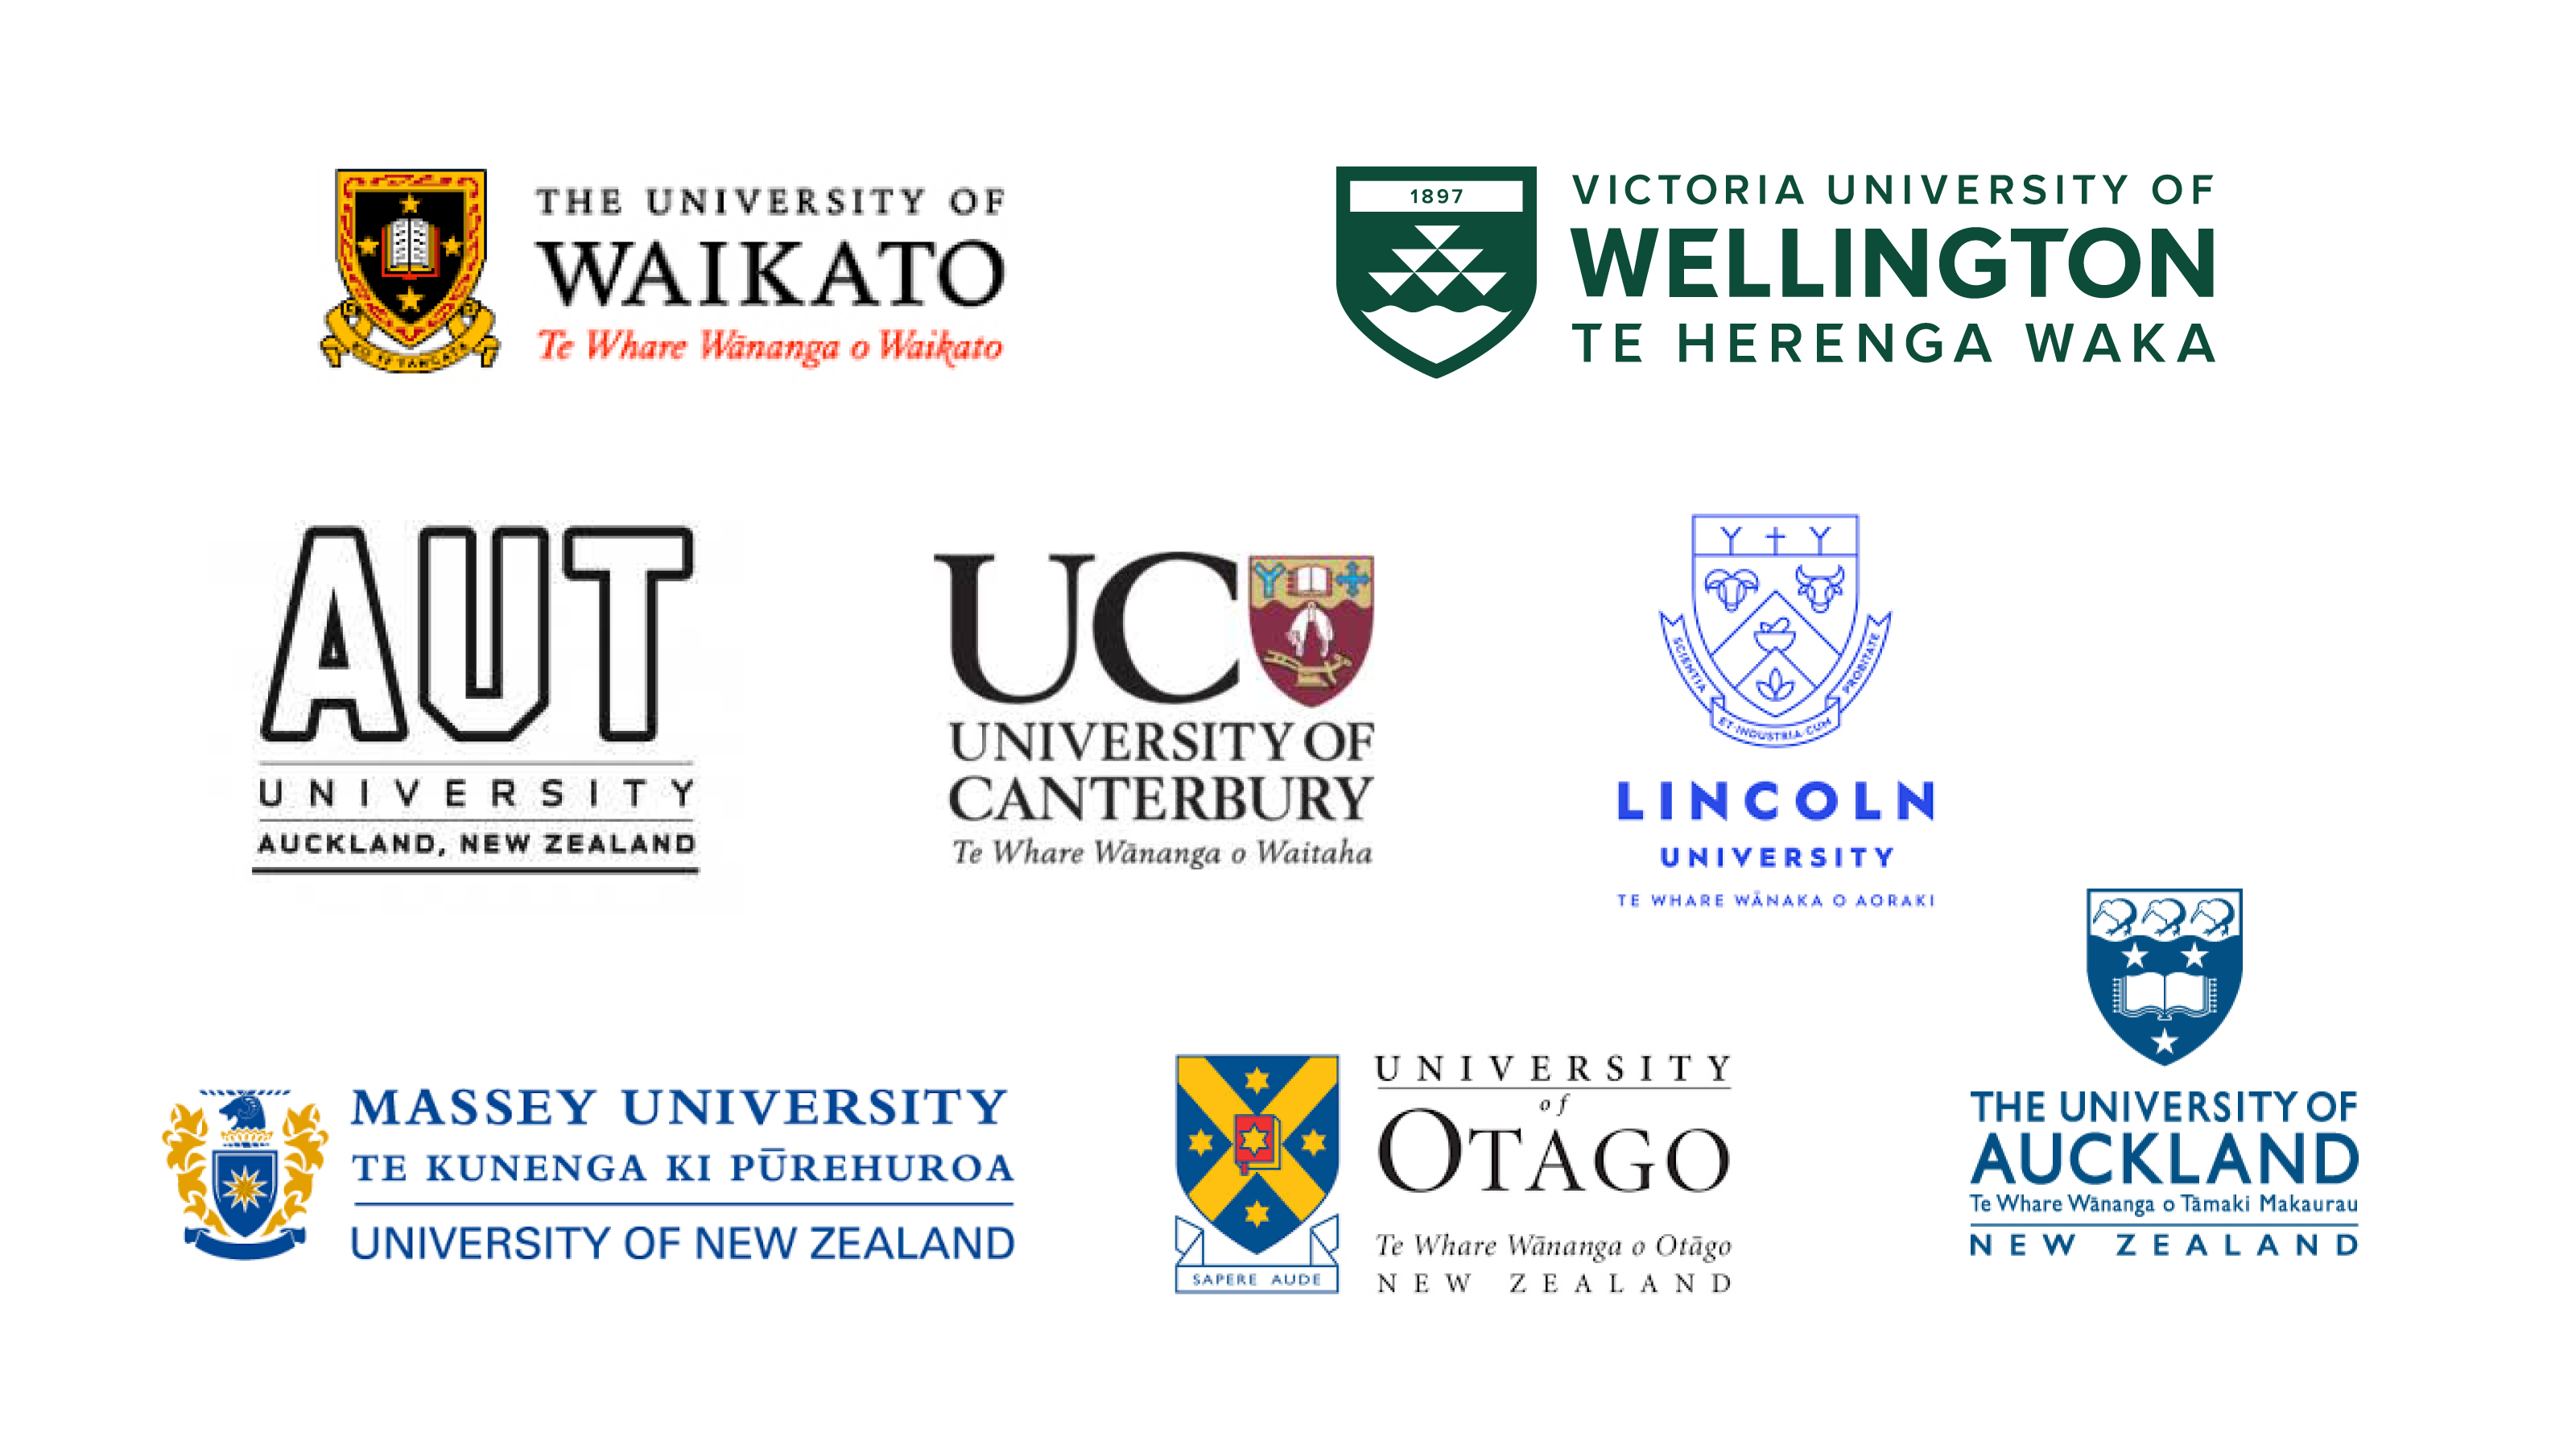 THE UNIVERSITY OF
WAIKATO
Te Whare Wānanga o Waikato
KO TE TANGATA
1897
VICTORIA UNIVERSITY OF
WELLINGTON
TE HERENGA WAKA
AUT
UNIVERSITY
AUCKLAND, NEW ZEALAND
UC
UNIVERSITY OF
CANTERBURY
Te Whare Wānanga o Waitaha
SCIENTIA
ET·INDUSTRIA·CUM
PROBITATE
LINCOLN
UNIVERSITY
TE WHARE WĀNAKA O AORAKI
MASSEY UNIVERSITY
TE KUNENGA KI PŪREHUROA
UNIVERSITY OF NEW ZEALAND
SAPERE AUDE
UNIVERSITY
of
OTAGO
Te Whare Wānanga o Otāgo
NEW ZEALAND
THE UNIVERSITY OF
AUCKLAND
Te Whare Wānanga o Tāmaki Makaurau
NEW ZEALAND